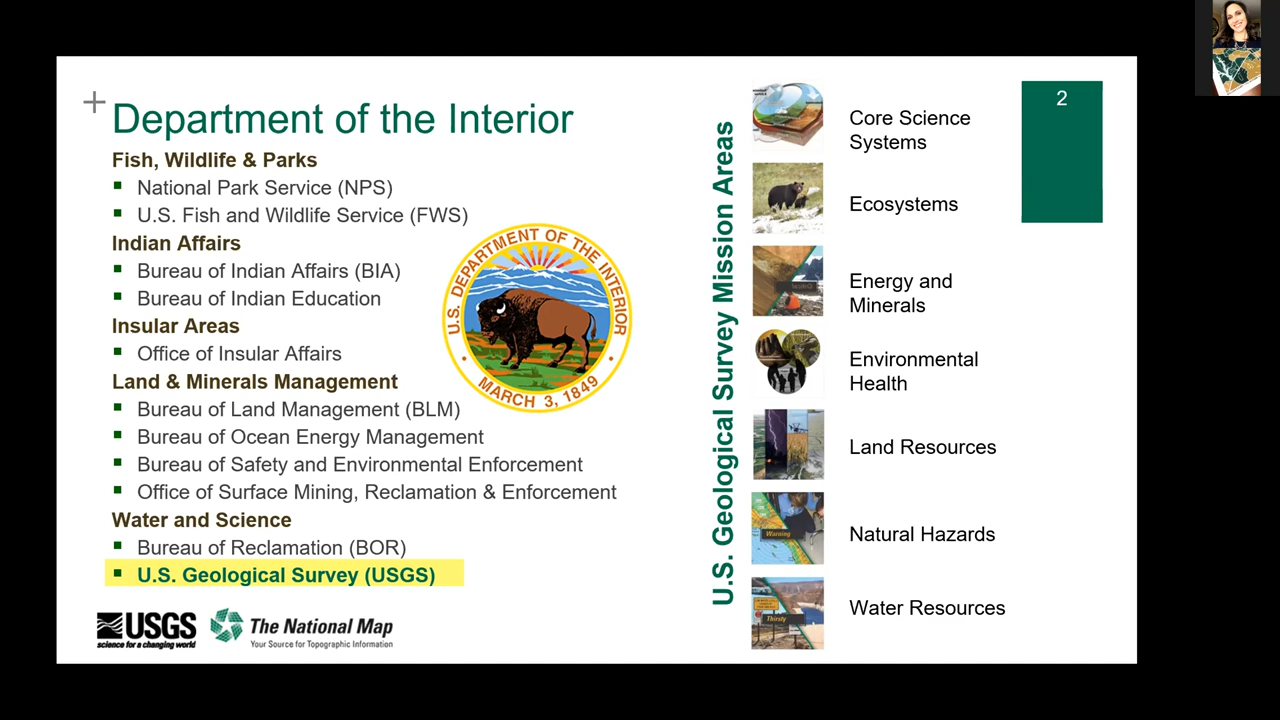 Department of the Interior
Fish, Wildlife & Parks
National Park Service (NPS)
U.S. Fish and Wildlife Service (FWS)
Indian Affairs
Bureau of Indian Affairs (BIA)
Bureau of Indian Education
Insular Areas
Office of Insular Affairs
Land & Minerals Management
Bureau of Land Management (BLM)
Bureau of Ocean Energy Management
Bureau of Safety and Environmental Enforcement
Office of Surface Mining, Reclamation & Enforcement
Water and Science
Bureau of Reclamation (BOR)
U.S. Geological Survey (USGS)
U.S. DEPARTMENT OF THE INTERIOR
MARCH 3, 1849
USGS
science for a changing world
The National Map
Your Source for Topographic Information
U.S. Geological Survey Mission Areas
Core Science
Systems
Ecosystems
Energy and
Minerals
Environmental
Health
Land Resources
Warning
Natural Hazards
Thirsty
Water Resources
2